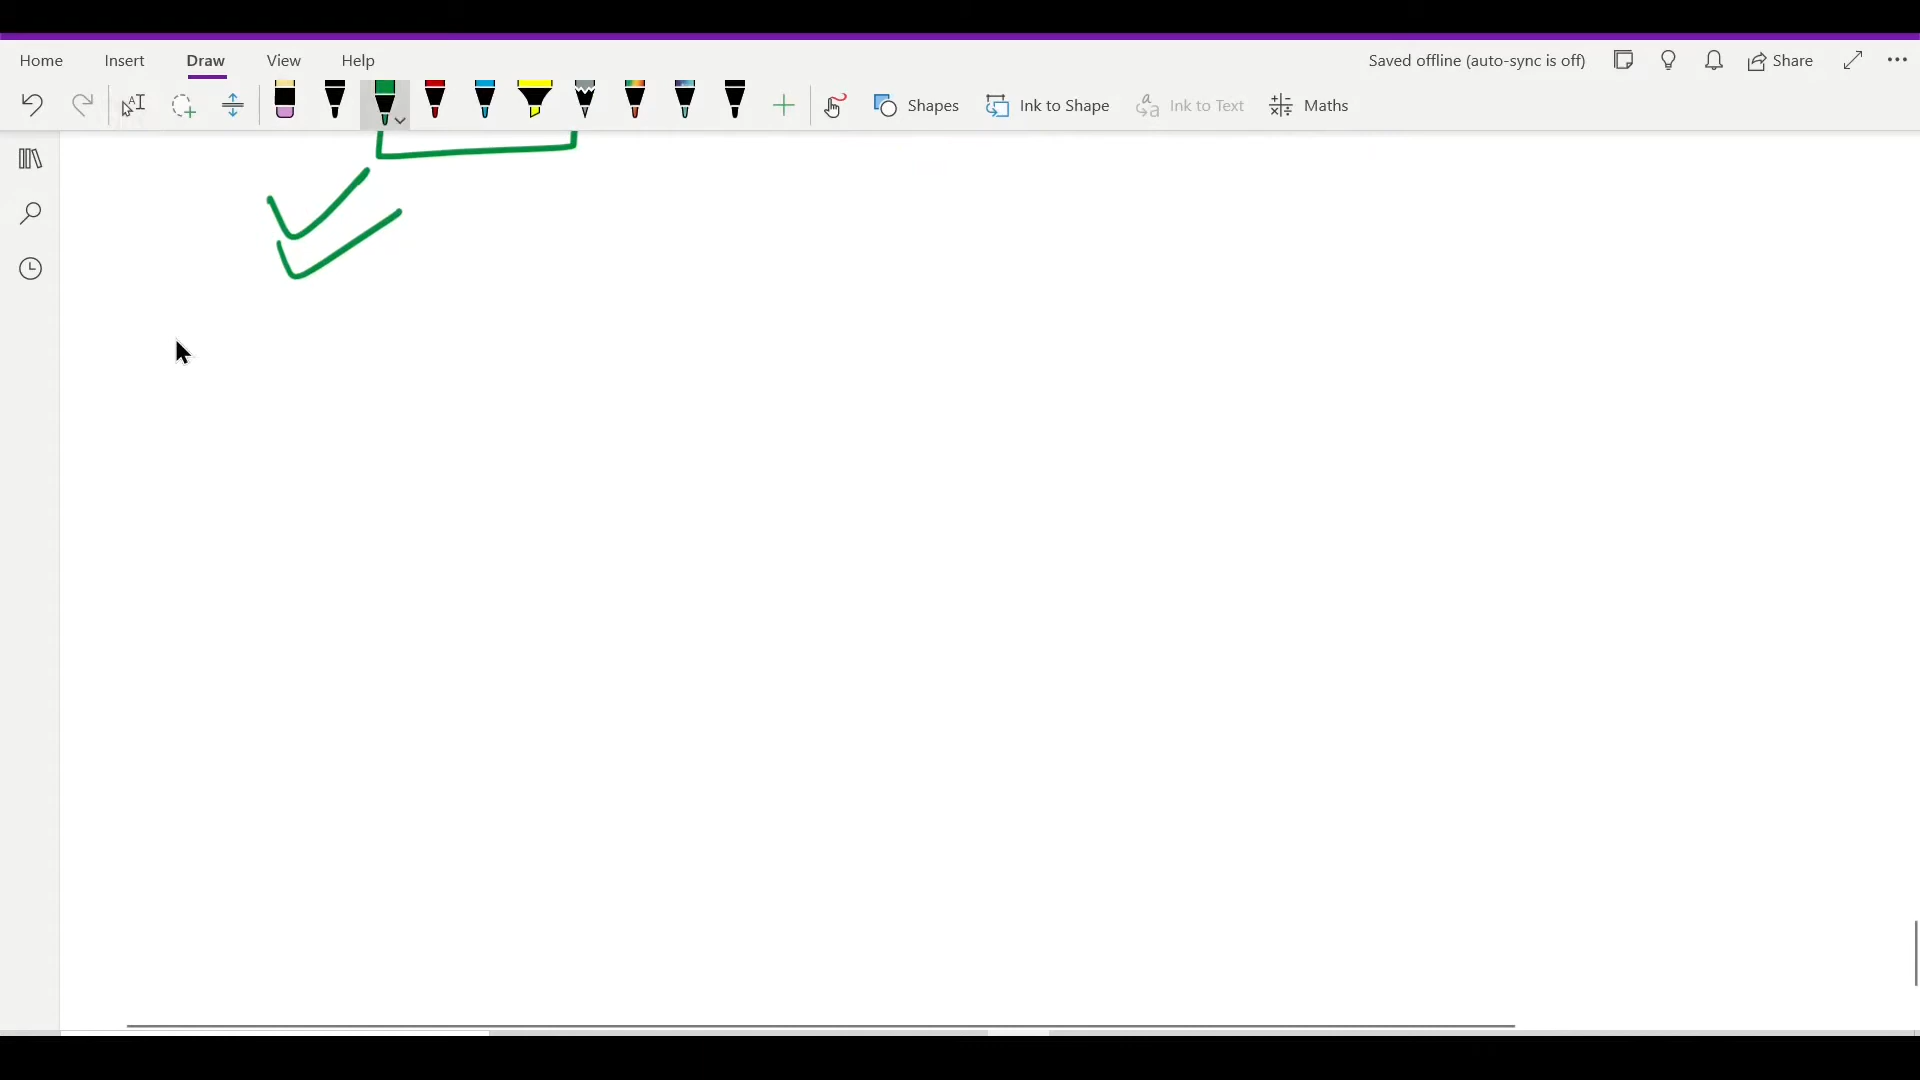 Home Insert Draw View Help Saved offline (auto-sync is off) Share
Shapes Ink to Shape Ink to Text Maths